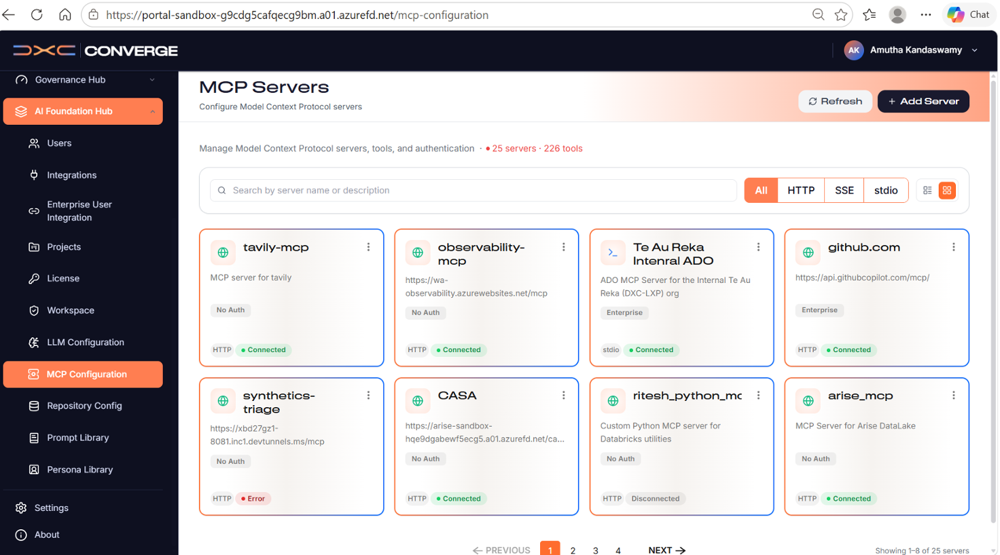 https://portal-sandbox-g9cdg5cafqecg9bm.a01.azurefd.net/mcp-configuration
Chat
DXC CONVERGE
AK
Amutha Kandaswamy
Governance Hub
AI Foundation Hub
Users
Integrations
Enterprise User
Integration
Projects
License
Workspace
LLM Configuration
MCP Configuration
Repository Config
Prompt Library
Persona Library
Settings
About
MCP Servers
Configure Model Context Protocol servers
Refresh
+ Add Server
Manage Model Context Protocol servers, tools, and authentication · • 25 servers · 226 tools
Search by server name or description
All
HTTP
SSE
stdio
tavily-mcp
MCP server for tavily
No Auth
HTTP • Connected
observability-
mcp
https://wa-
observability.azurewebsites.net/mcp
No Auth
HTTP • Connected
Te Au Reka
Intenral ADO
ADO MCP Server for the Internal Te Au
Reka (DXC-LXP) org
Enterprise
stdio • Connected
github.com
https://api.githubcopilot.com/mcp/
Enterprise
HTTP • Connected
synthetics-
triage
https://xbd27gz1-
8081.inc1.devtunnels.ms/mcp
No Auth
HTTP • Error
CASA
https://arise-sandbox-
hqe9dgabewf5ecg5.a01.azurefd.net/ca...
No Auth
HTTP • Connected
ritesh_python_mc
Custom Python MCP server for
Databricks utilities
No Auth
HTTP Disconnected
arise_mcp
MCP Server for Arise DataLake
No Auth
HTTP • Connected
← PREVIOUS 1 2 3 4 NEXT →
Showing 1–8 of 25 servers